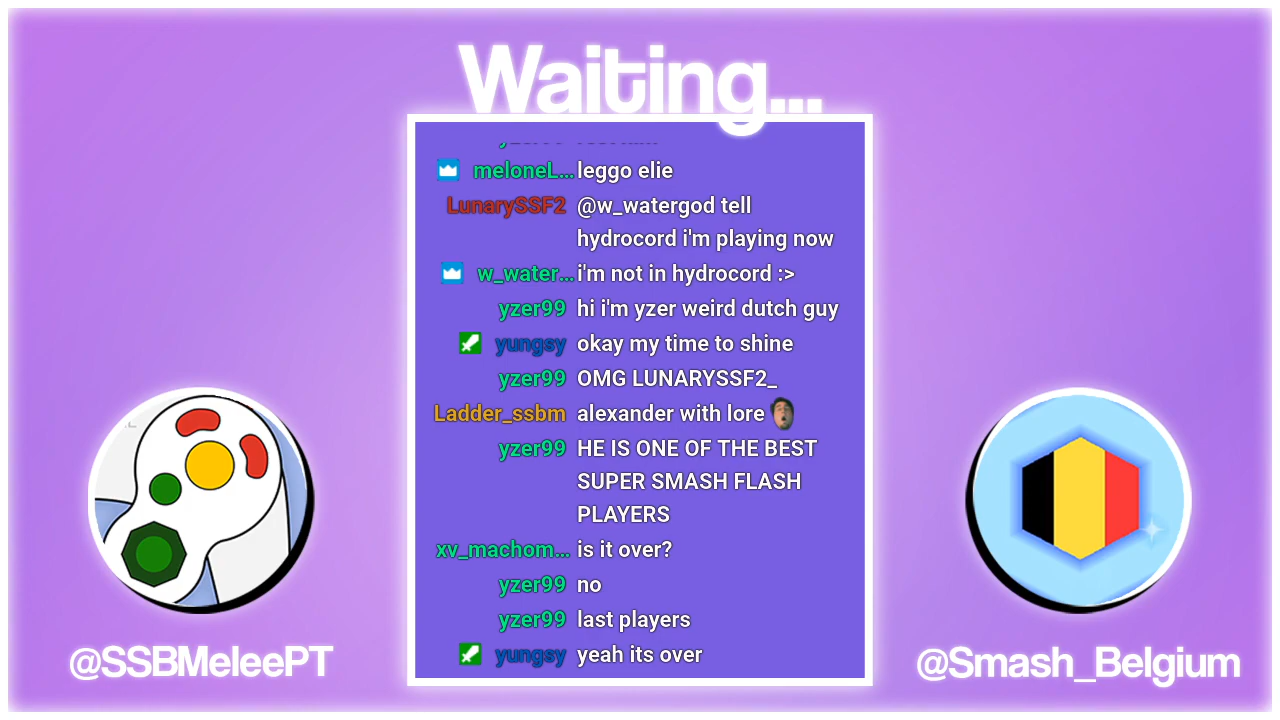 Waiting...
meloneL... leggo elie
LunarySSF2 @w_watergod tell
hydrocord i'm playing now
w_water... i'm not in hydrocord :>
yzer99 hi i'm yzer weird dutch guy
yungsy okay my time to shine
yzer99 OMG LUNARYSSF2_
Ladder_ssbm alexander with lore
yzer99 HE IS ONE OF THE BEST
SUPER SMASH FLASH
PLAYERS
xv_machom... is it over?
yzer99 no
yzer99 last players
yungsy yeah its over
@SSBMeleePT
@Smash_Belgium